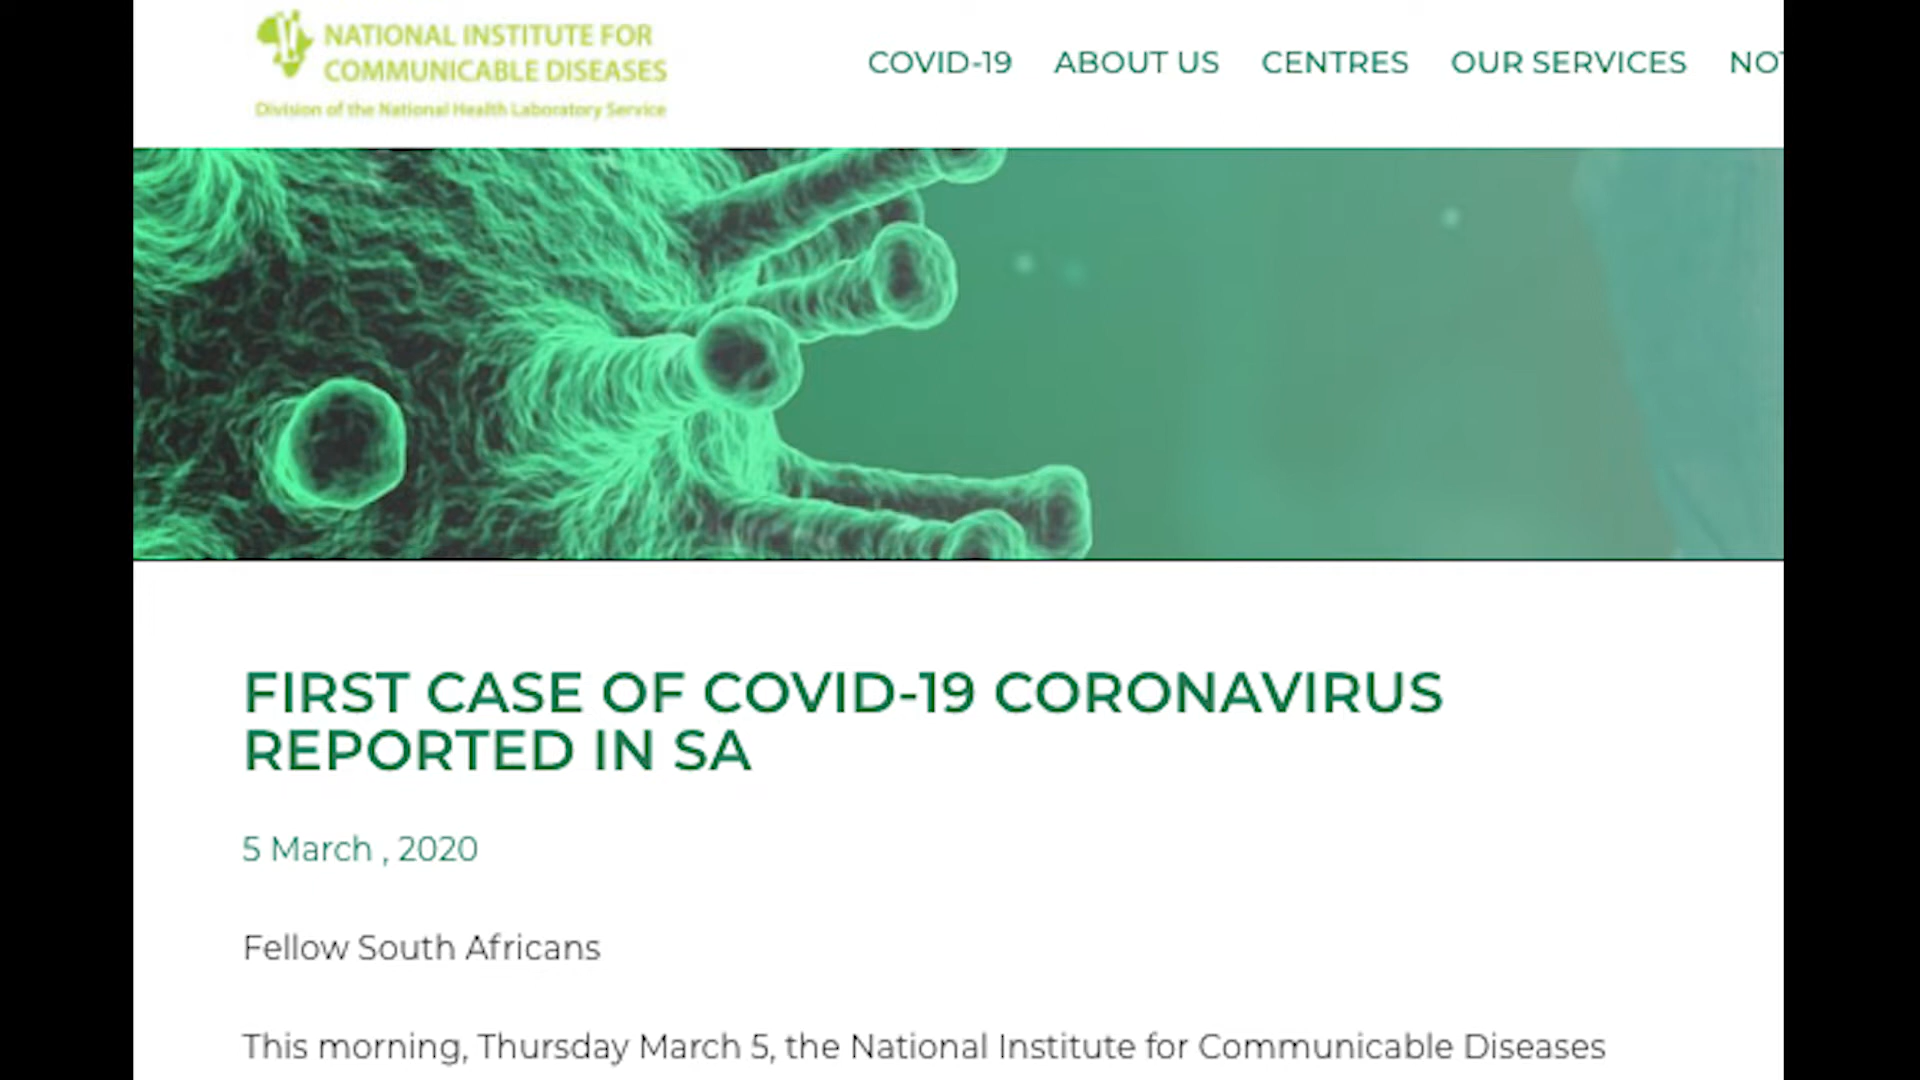 NATIONAL INSTITUTE FOR
COMMUNICABLE DISEASES
Division of the National Health Laboratory Service
COVID-19 ABOUT US CENTRES OUR SERVICES
FIRST CASE OF COVID-19 CORONAVIRUS
REPORTED IN SA
5 March , 2020
Fellow South Africans
This morning, Thursday March 5, the National Institute for Communicable Diseases